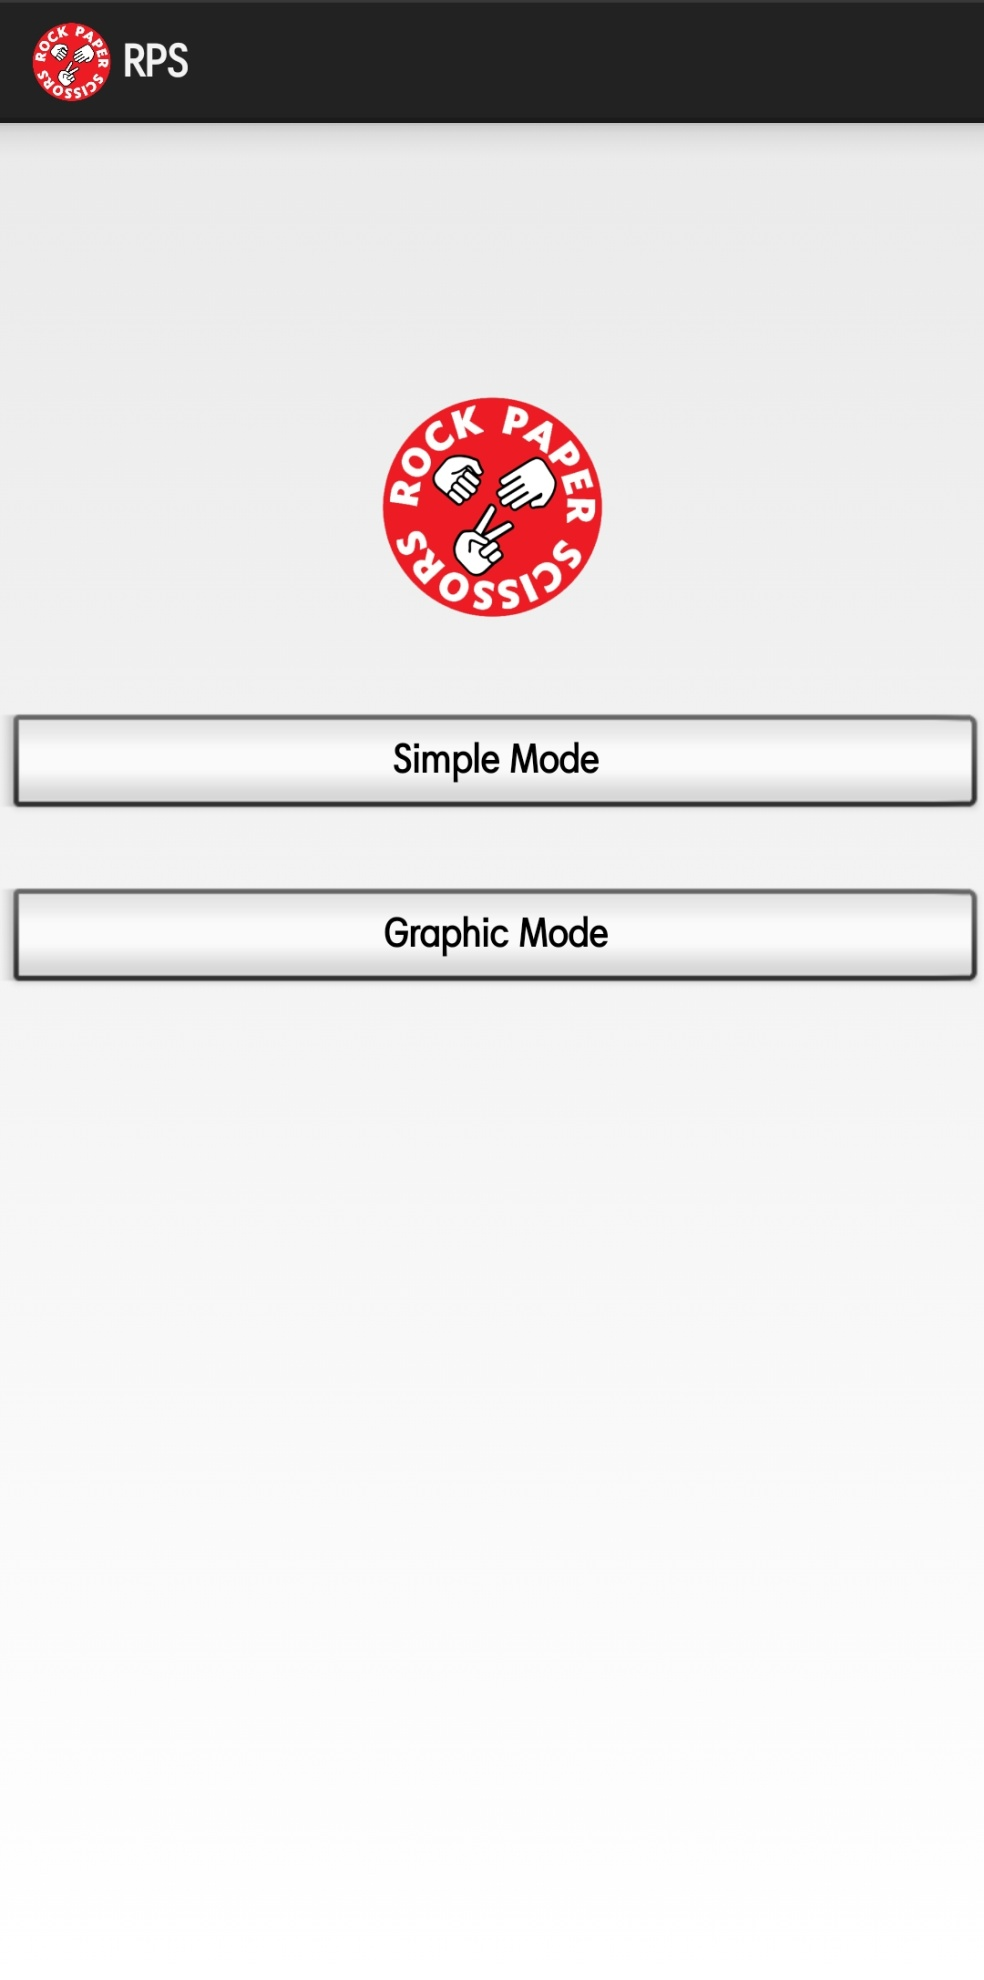 ROCK PAPER SCISSORS
RPS
ROCK PAPER SCISSORS
Simple Mode
Graphic Mode